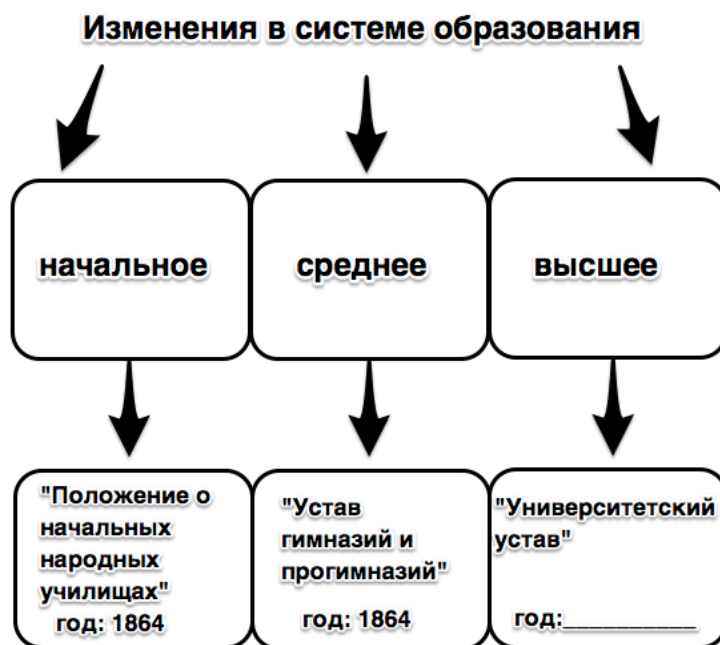 Изменения в системе образования
начальное
среднее
высшее
"Положение о
начальных
народных
училищах"
год: 1864
"Устав
гимназий и
прогимназий"
год: 1864
"Университетский
устав"
год:___________